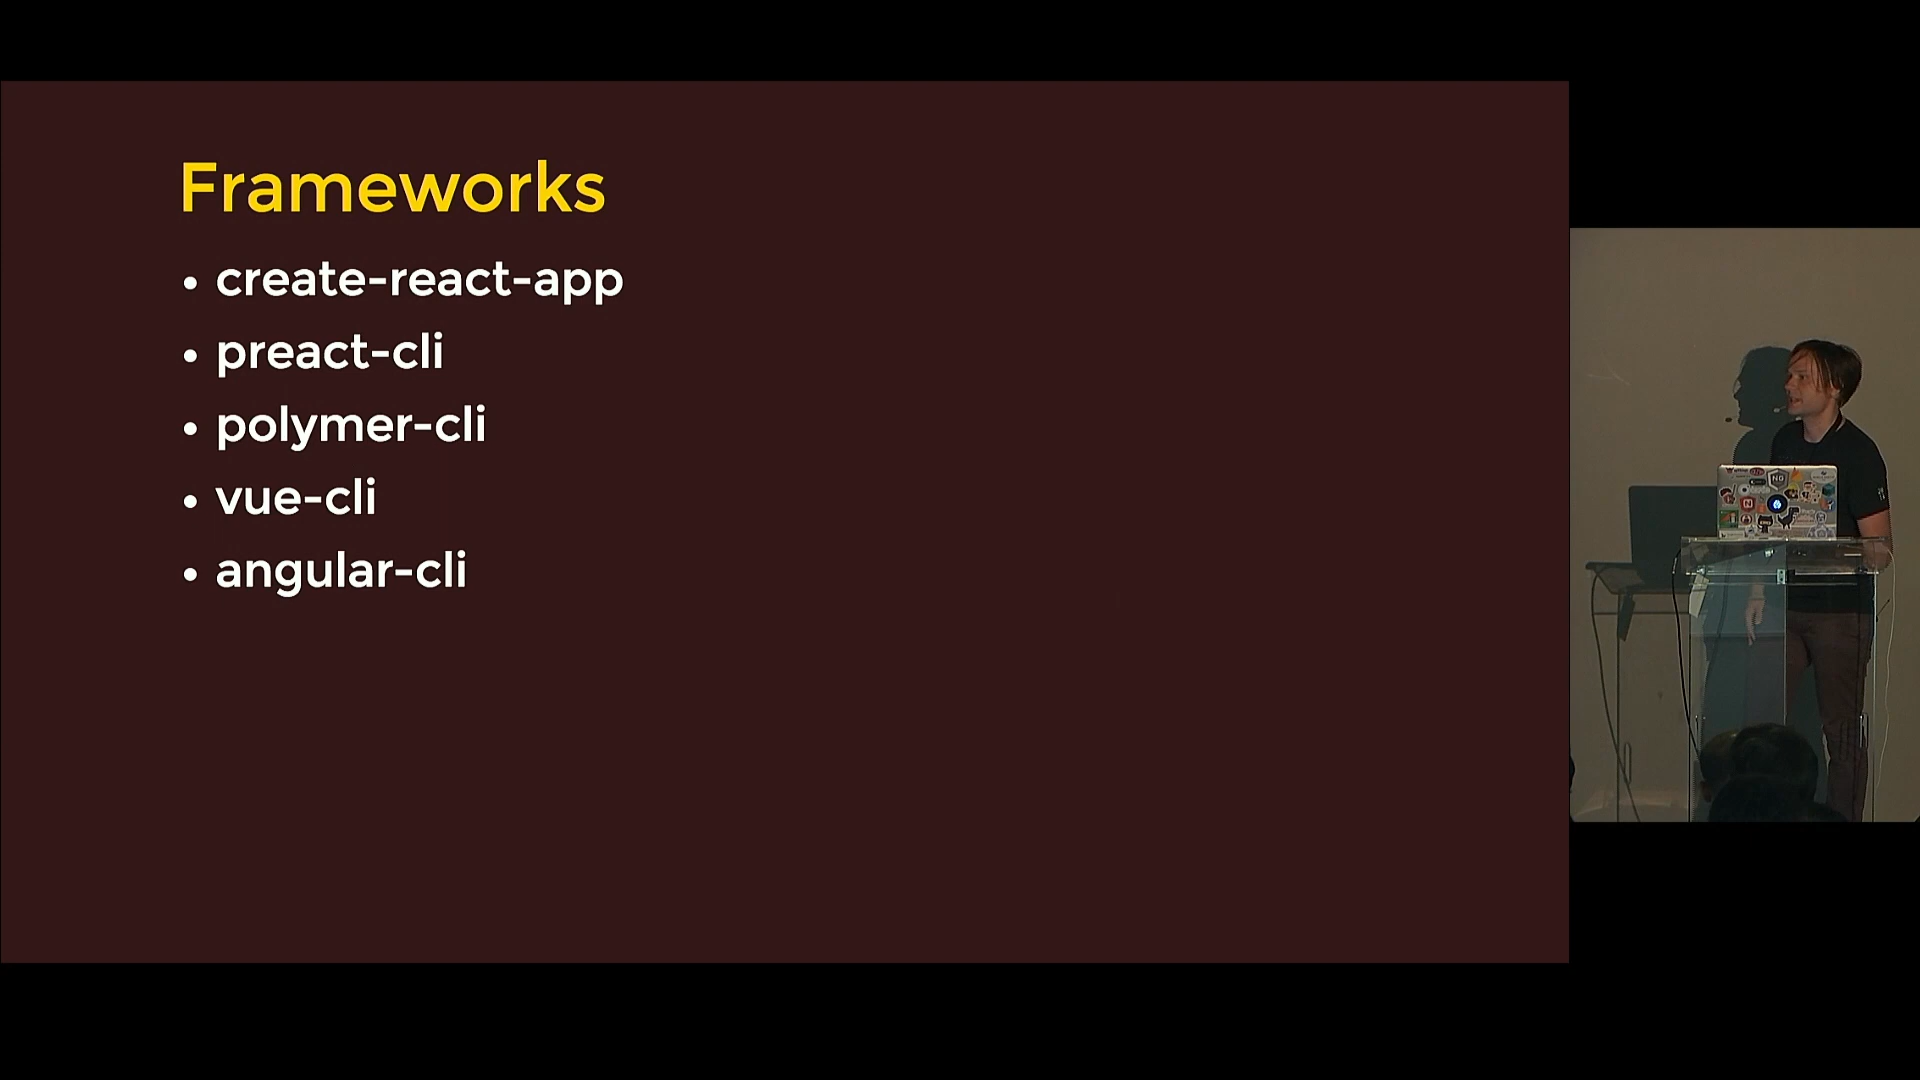 Frameworks
create-react-app
preact-cli
polymer-cli
vue-cli
angular-cli